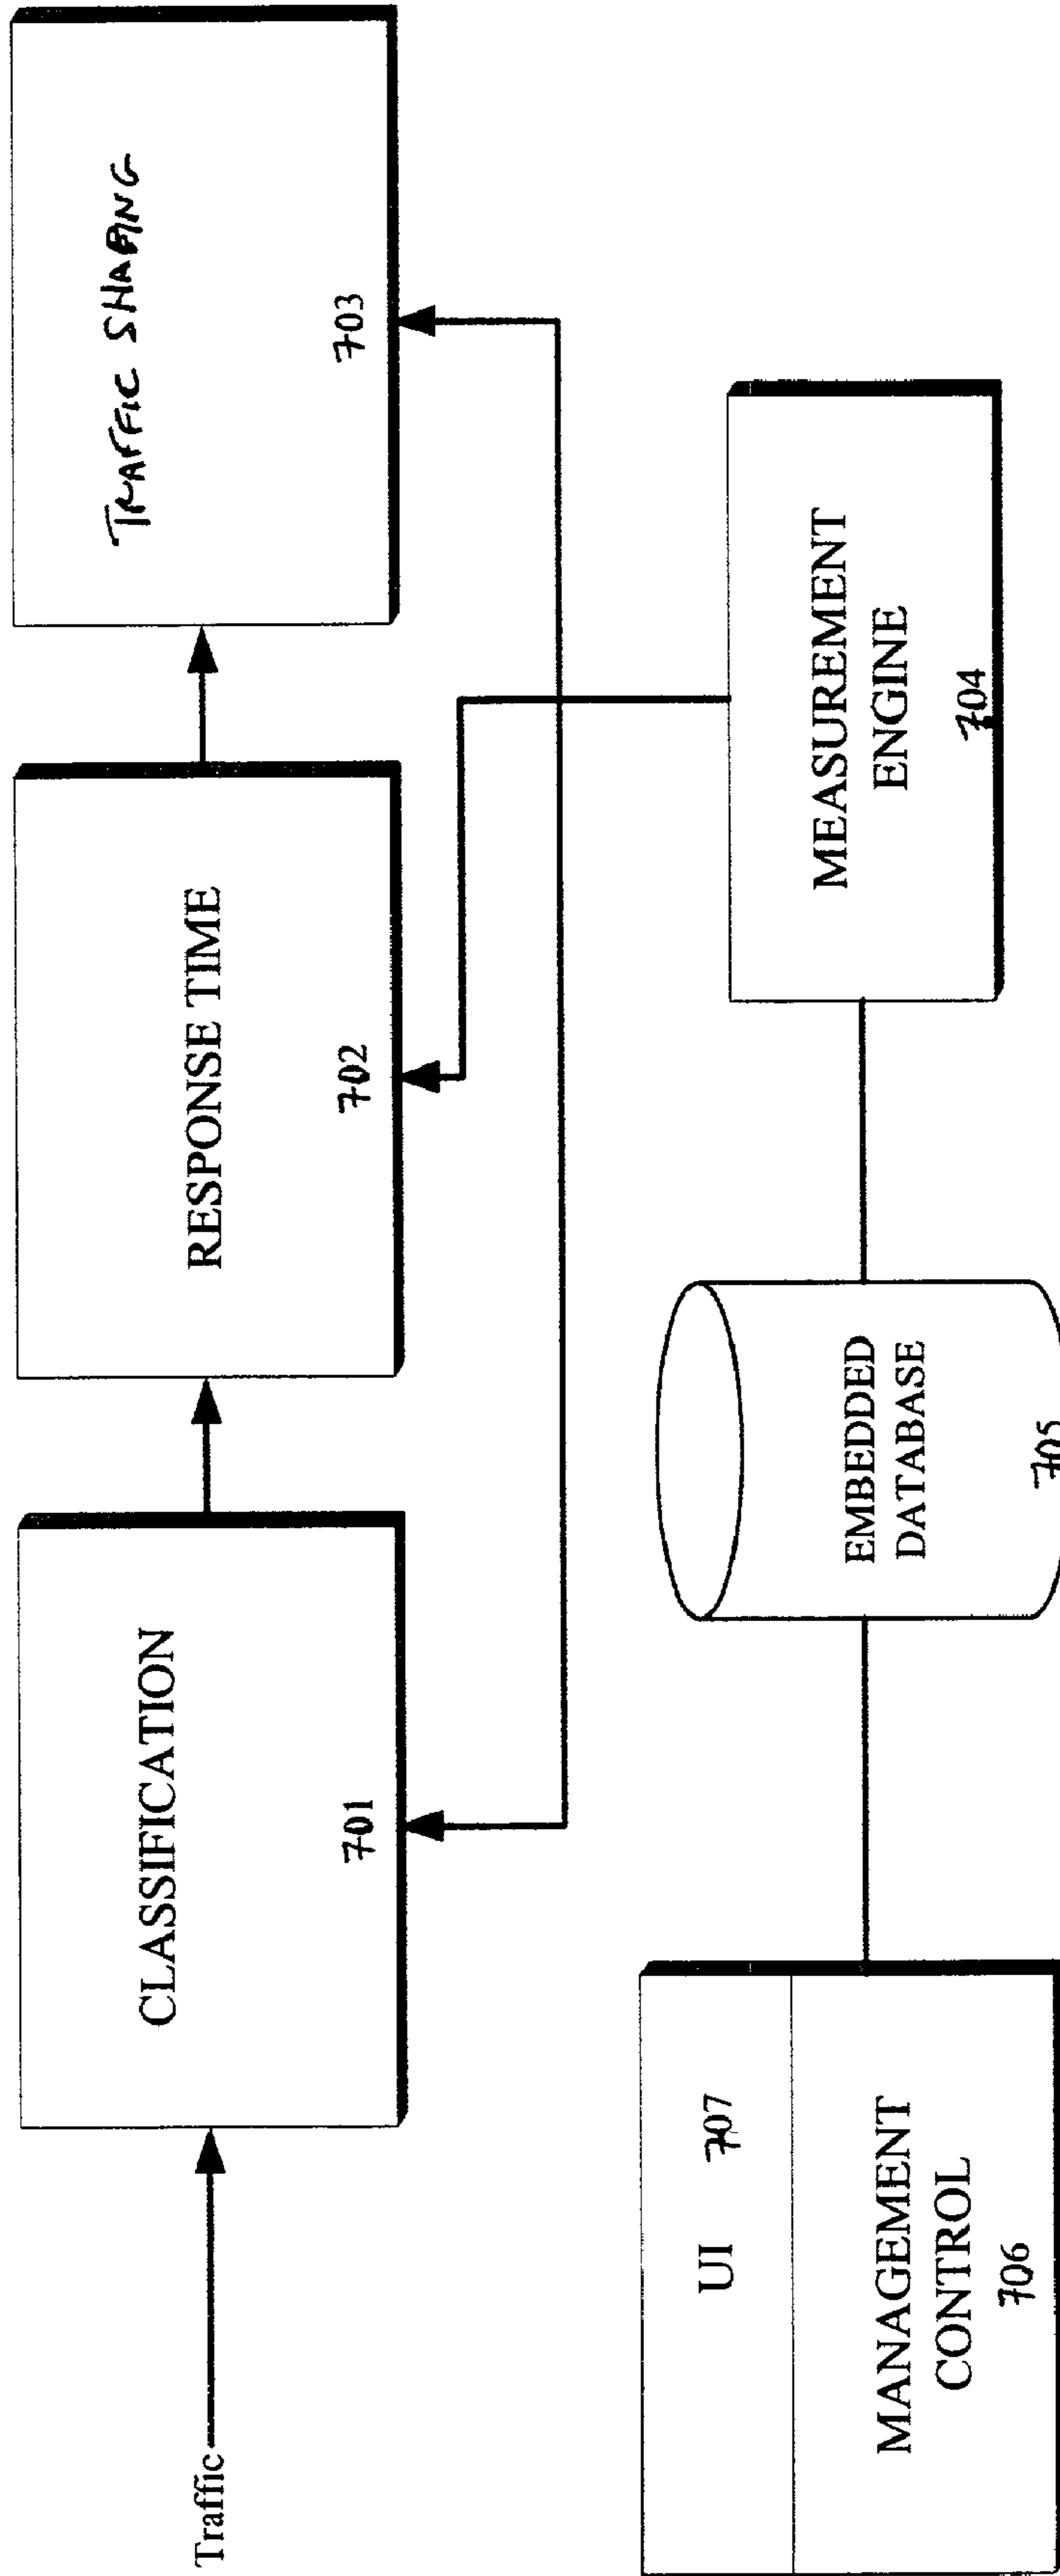 Traffic
CLASSIFICATION
701
RESPONSE TIME
702
TRAFFIC SHAPING
703
UI 707
MANAGEMENT
CONTROL
706
EMBEDDED
DATABASE
705
MEASUREMENT
ENGINE
704